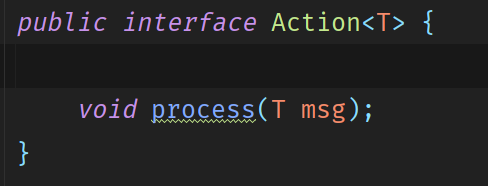 public interface Action<T> {
void process(T msg);
}